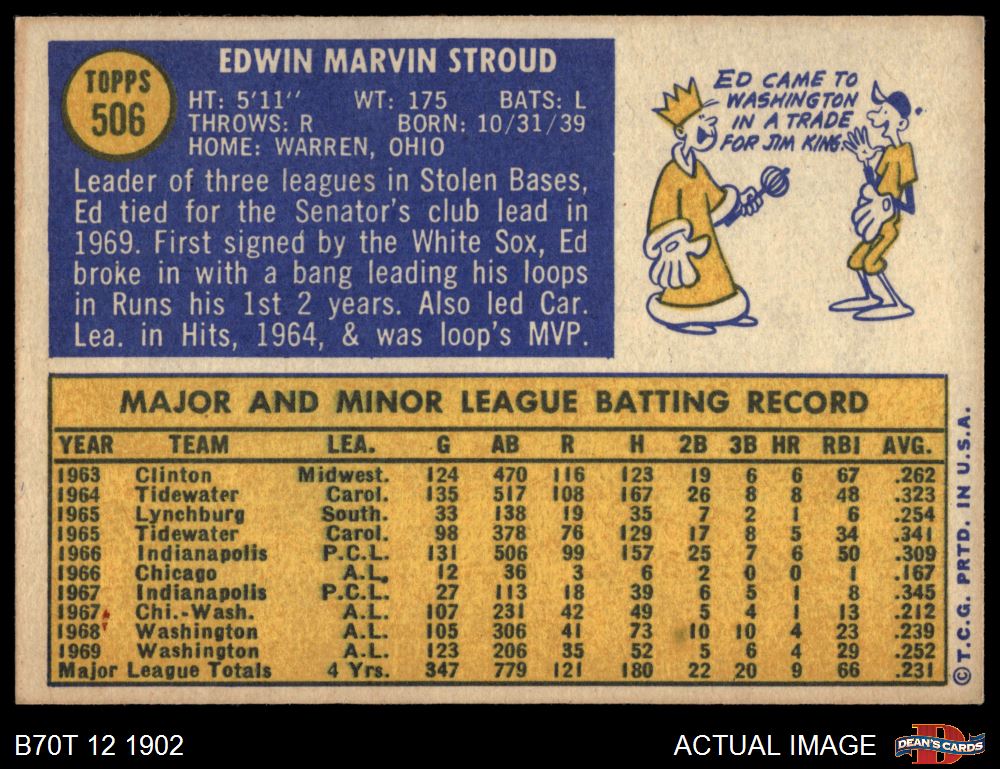 TOPPS
506
EDWIN MARVIN STROUD
HT: 5'11" WT: 175 BATS: L
THROWS: R BORN: 10/31/39
HOME: WARREN, OHIO
Leader of three leagues in Stolen Bases,
Ed tied for the Senator's club lead in
1969. First signed by the White Sox, Ed
broke in with a bang leading his loops
in Runs his 1st 2 years. Also led Car.
Lea. in Hits, 1964, & was loop's MVP.
ED CAME TO
WASHINGTON
IN A TRADE
FOR JIM KING.
MAJOR AND MINOR LEAGUE BATTING RECORD
YEAR TEAM LEA. G AB R H 2B 3B HR RBI AVG.
1963 Clinton Midwest. 124 470 116 123 19 6 6 67 .262
1964 Tidewater Carol. 135 517 108 167 26 8 8 48 .323
1965 Lynchburg South. 33 138 19 35 7 2 1 6 .254
1965 Tidewater Carol. 98 378 76 129 17 8 5 34 .341
1966 Indianapolis P.C.L. 131 506 99 157 25 7 6 50 .309
1966 Chicago A.L. 12 36 3 6 2 0 0 1 .167
1967 Indianapolis P.C.L. 27 113 18 39 6 5 1 8 .345
1967 Chi.-Wash. A.L. 107 231 42 49 5 4 1 13 .212
1968 Washington A.L. 105 306 41 73 10 10 4 23 .239
1969 Washington A.L. 123 206 35 52 5 6 4 29 .252
Major League Totals 4 Yrs. 347 779 121 180 22 20 9 66 .231
© T.C.G. PRTD. IN U.S.A.
B70T 12 1902
ACTUAL IMAGE
DEAN'S CARDS